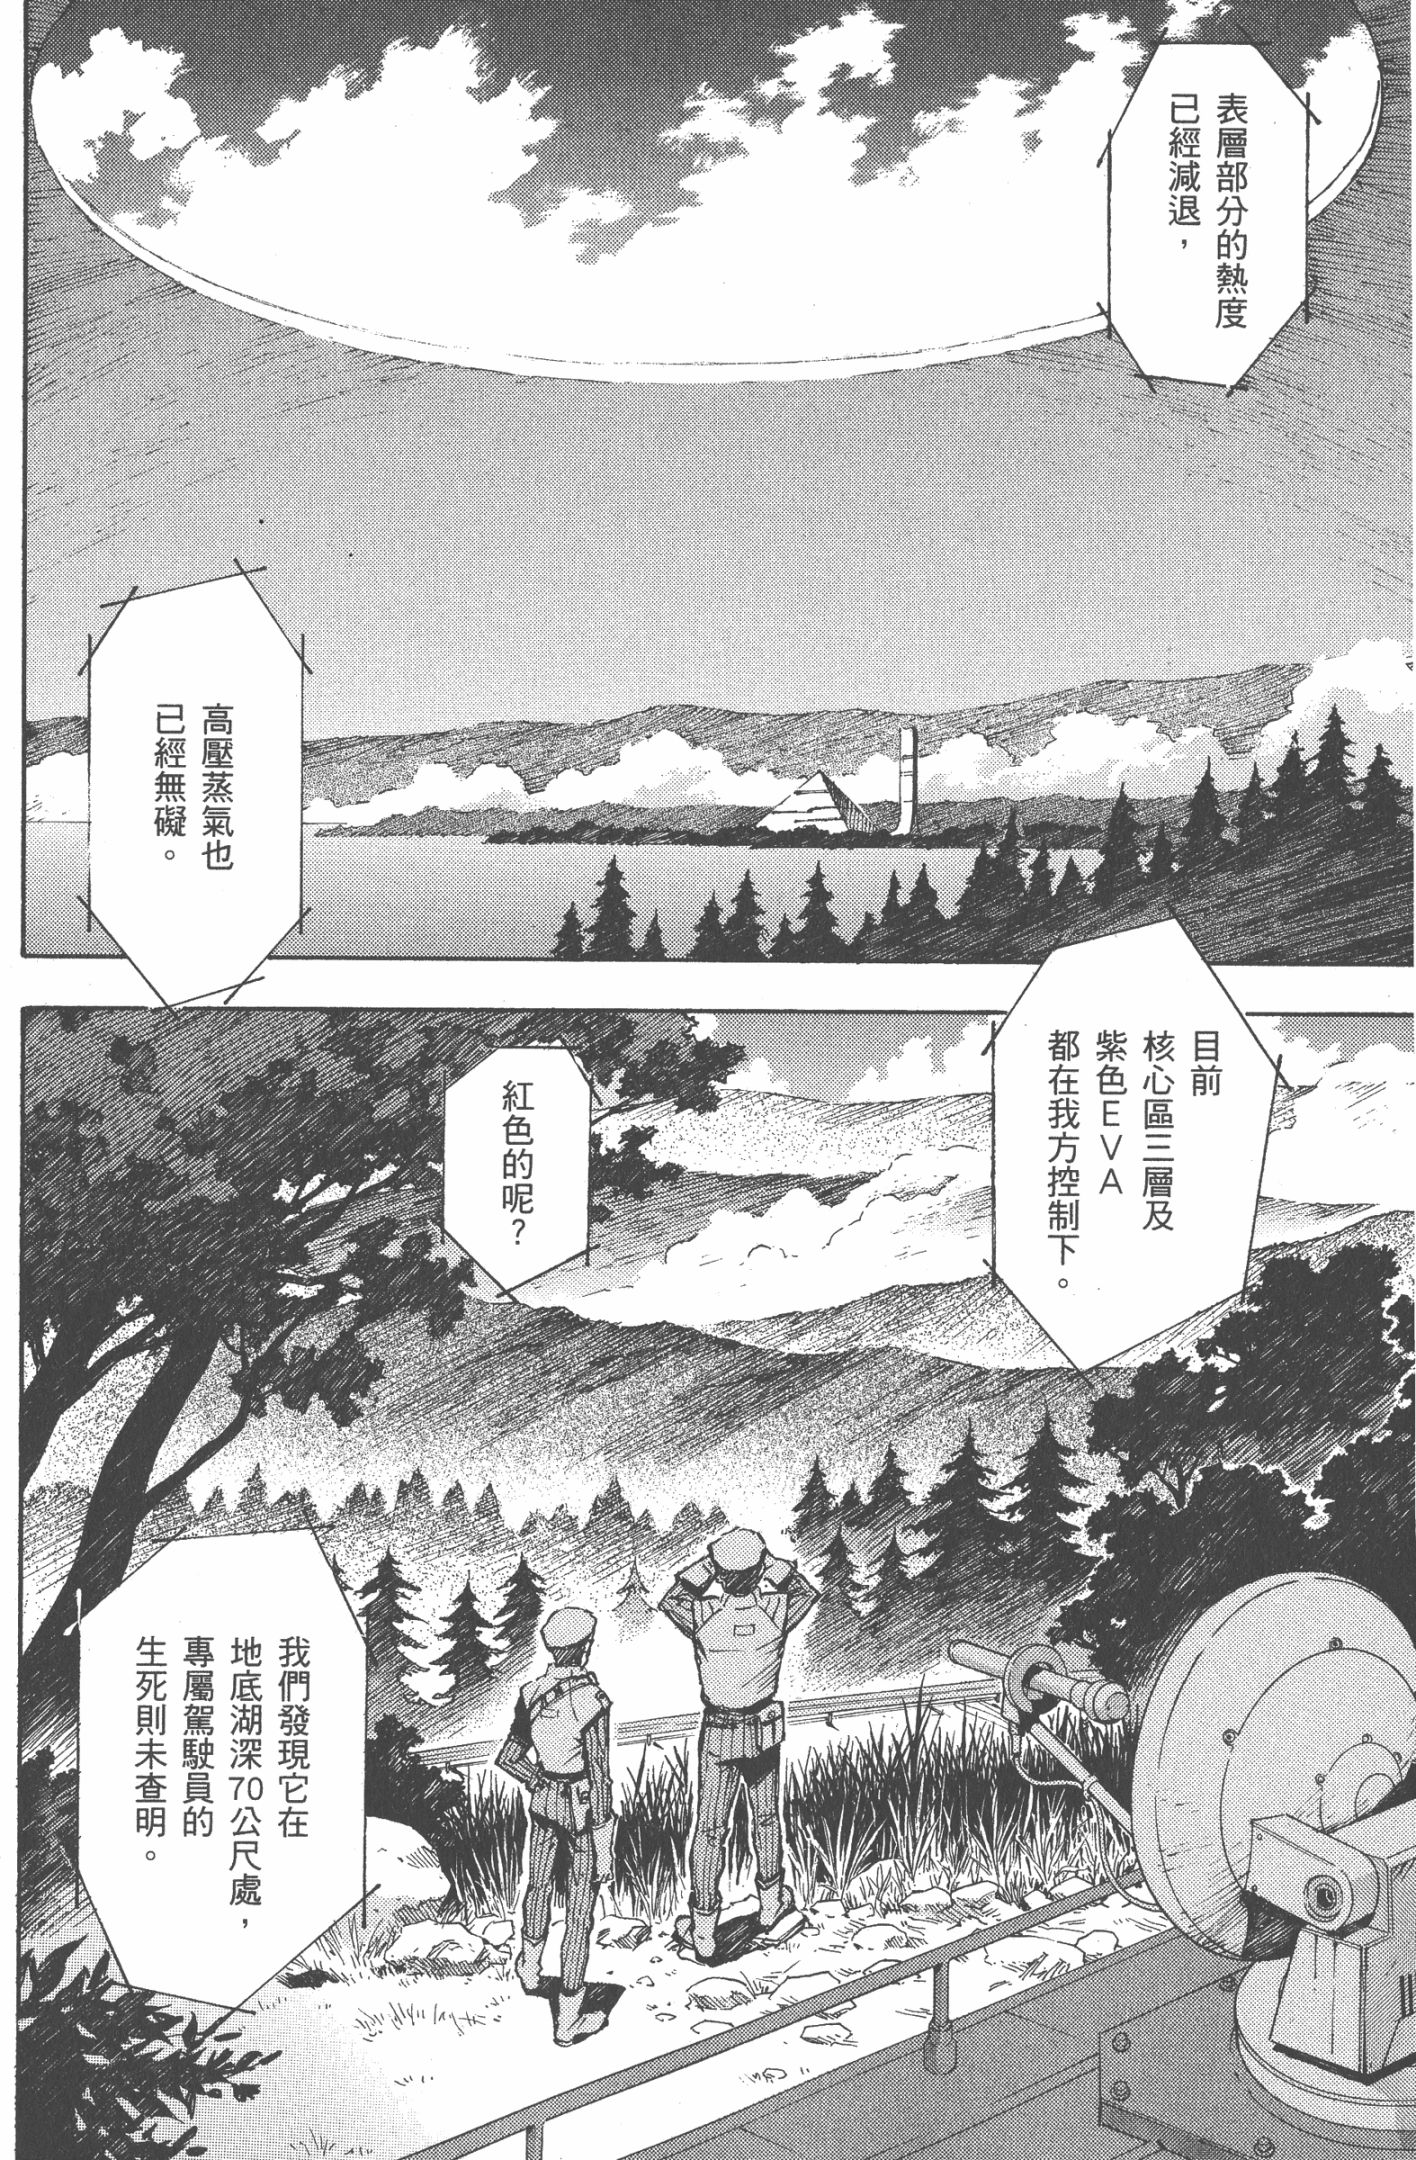 表層部分的熱度
已經減退，
高壓蒸氣也
已經無礙。
目前
核心區三層及
紫色EVA
都在我方控制下。
紅色的呢？
我們發現它在
地底湖深70公尺處，
專屬駕駛員的
生死則未查明。